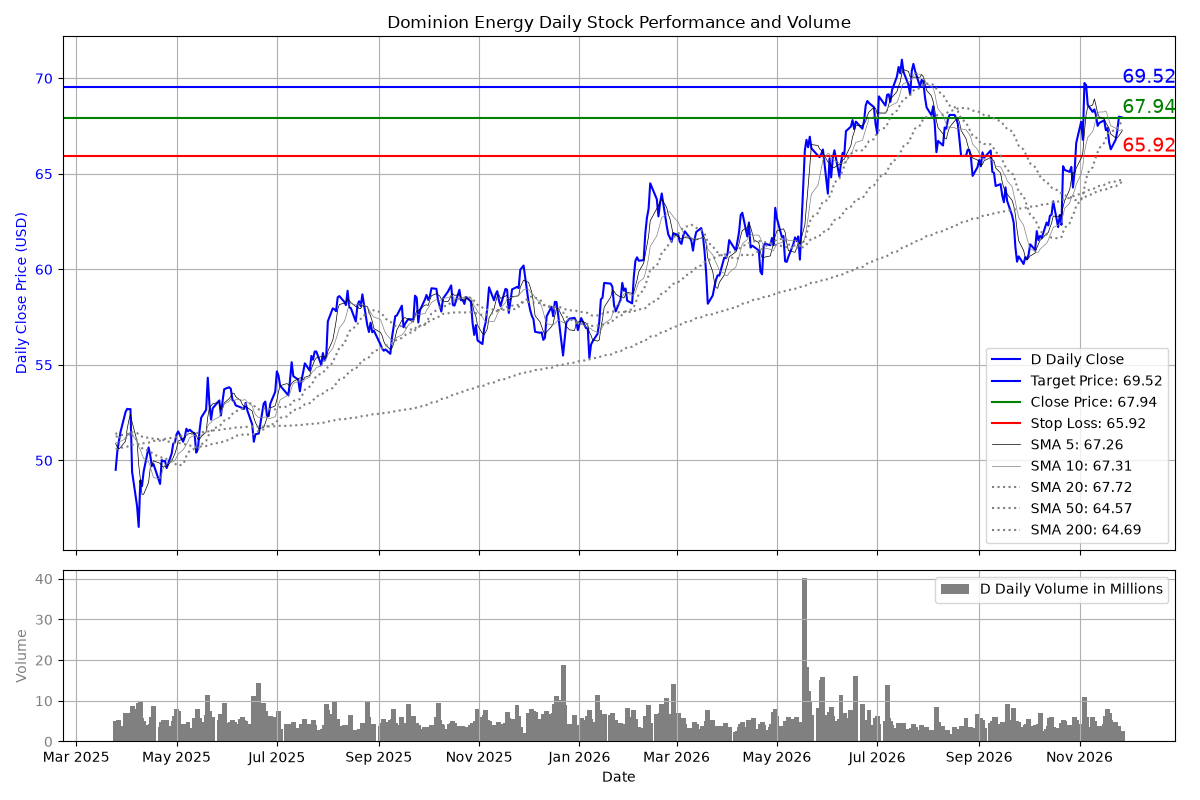 Dominion Energy Daily Stock Performance and Volume
Daily Close Price (USD)
70
65
60
55
50
69.52
67.94
65.92
D Daily Close
Target Price: 69.52
Close Price: 67.94
Stop Loss: 65.92
SMA 5: 67.26
SMA 10: 67.31
SMA 20: 67.72
SMA 50: 64.57
SMA 200: 64.69
Volume
40
30
20
10
0
D Daily Volume in Millions
Mar 2025 May 2025 Jul 2025 Sep 2025 Nov 2025 Jan 2026 Mar 2026 May 2026 Jul 2026 Sep 2026 Nov 2026
Date